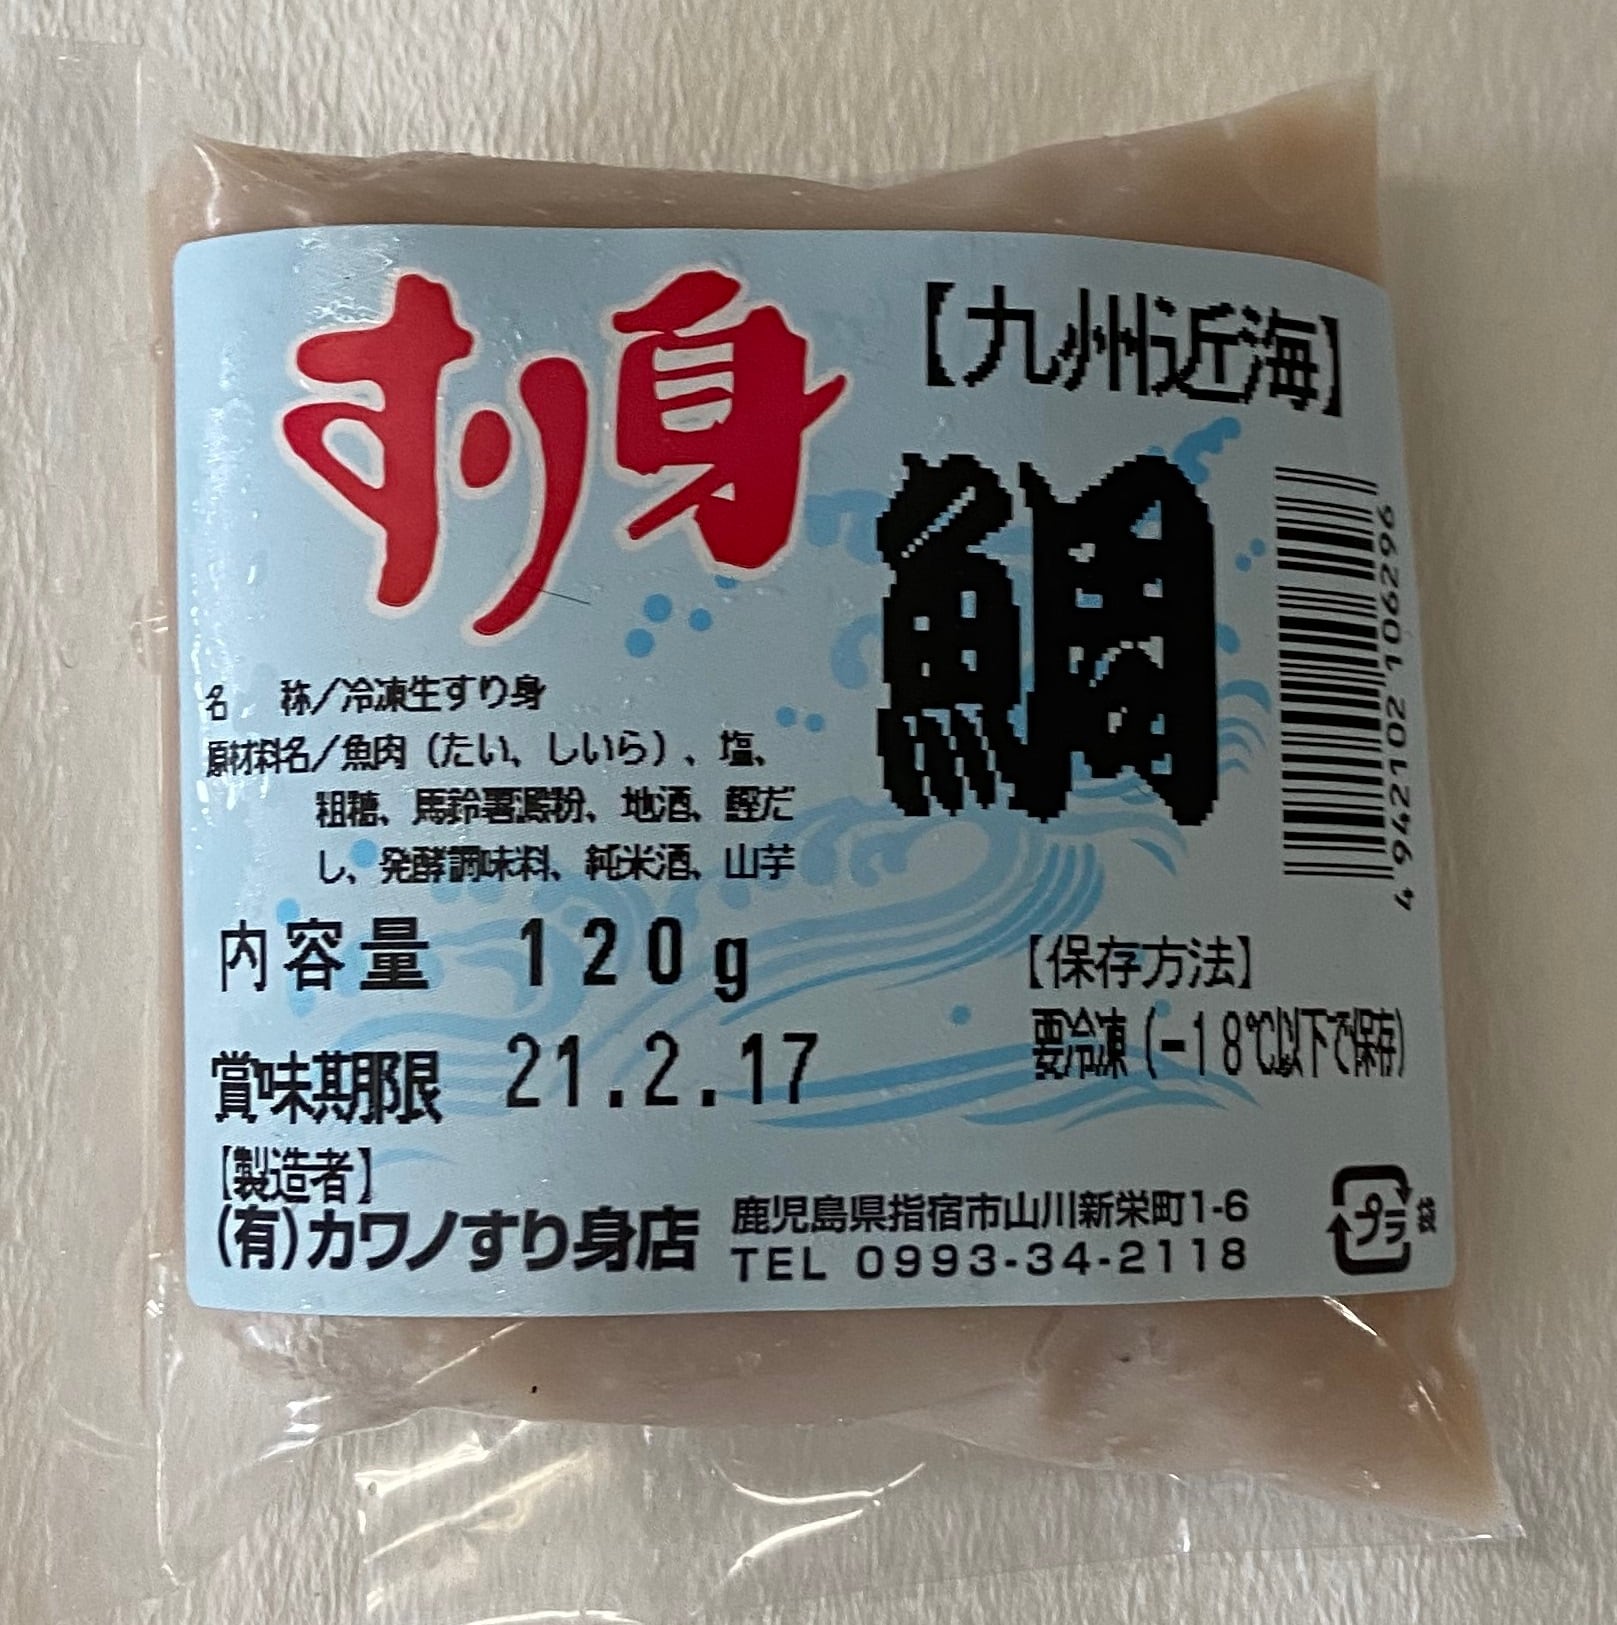 すり身
【九州近海】
鯛
名　称／冷凍生すり身
原材料名／魚肉（たい、しいら）、塩、
粗糖、馬鈴薯澱粉、地酒、鰹だ
し、発酵調味料、純米酒、山芋
内容量 120g
賞味期限 21.2.17
【保存方法】
要冷凍(-18℃以下で保存)
4942102106296
【製造者】
(有)カワノすり身店
鹿児島県指宿市山川新栄町1-6
TEL 0993-34-2118
プラ
袋